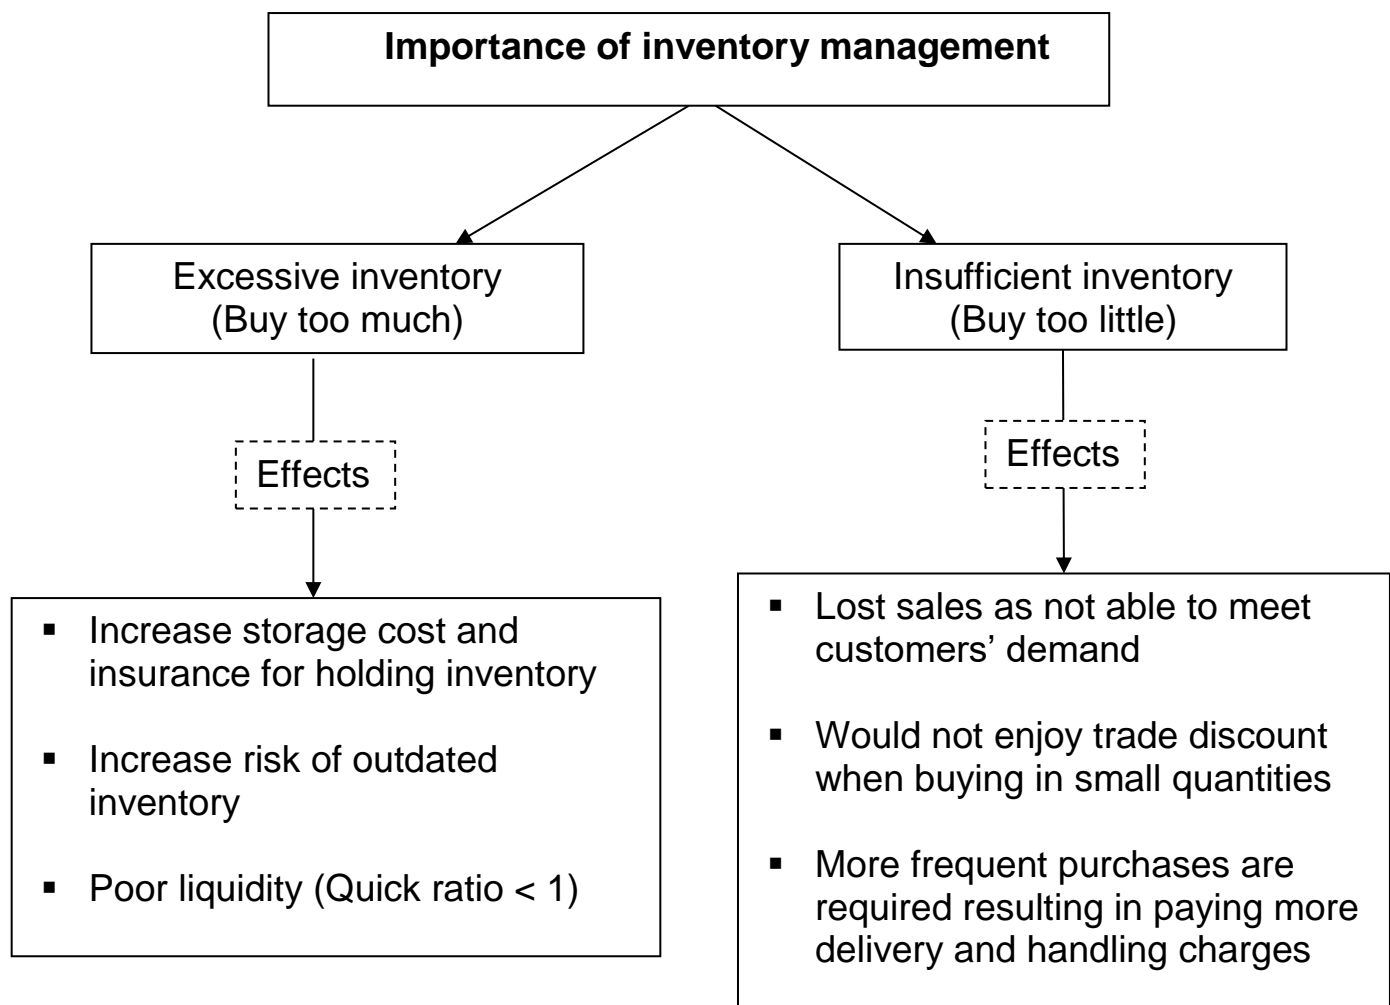 Importance of inventory management
Excessive inventory
(Buy too much)
Insufficient inventory
(Buy too little)
Effects
Effects
▪ Increase storage cost and
insurance for holding inventory
▪ Increase risk of outdated
inventory
▪ Poor liquidity (Quick ratio < 1)
▪ Lost sales as not able to meet
customers’ demand
▪ Would not enjoy trade discount
when buying in small quantities
▪ More frequent purchases are
required resulting in paying more
delivery and handling charges